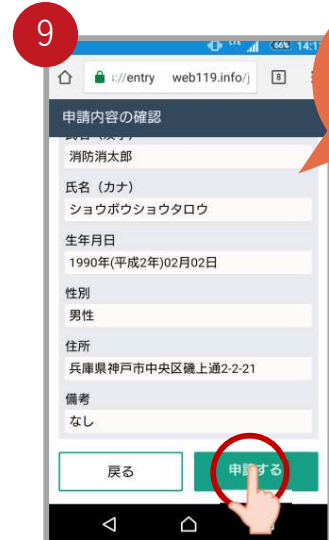 9
66% 14:1
://entry web119.info/j 8
申請内容の確認
消防消太郎
氏名（カナ）
ショウボウショウタロウ
生年月日
1990年(平成2年)02月02日
性別
男性
住所
兵庫県神戸市中央区磯上通2-2-21
備考
なし
戻る 申請する